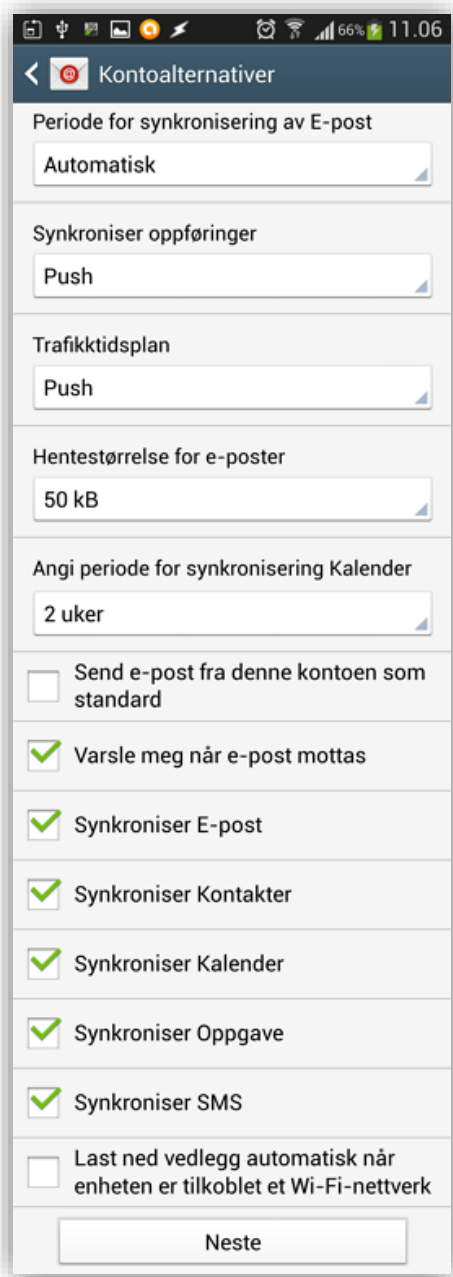 66% 11.06
Kontoalternativer
Periode for synkronisering av E-post
Automatisk
Synkroniser oppføringer
Push
Trafikktidsplan
Push
Hentestørrelse for e-poster
50 kB
Angi periode for synkronisering Kalender
2 uker
Send e-post fra denne kontoen som
standard
Varsle meg når e-post mottas
Synkroniser E-post
Synkroniser Kontakter
Synkroniser Kalender
Synkroniser Oppgave
Synkroniser SMS
Last ned vedlegg automatisk når
enheten er tilkoblet et Wi-Fi-nettverk
Neste